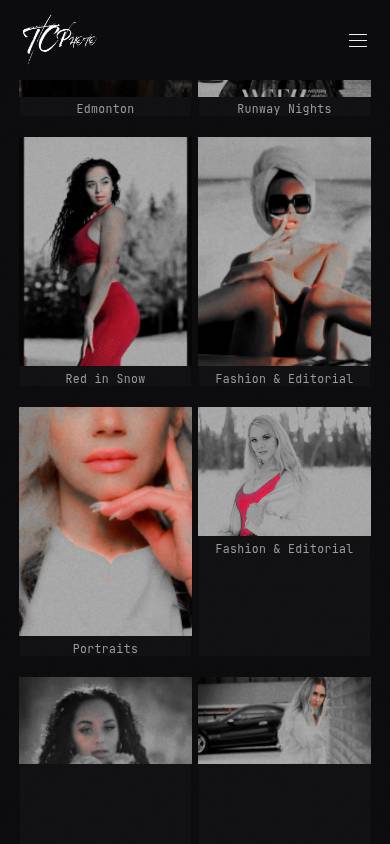 TCP
Edmonton
Runway Nights
Red in Snow
Fashion & Editorial
Portraits
Fashion & Editorial